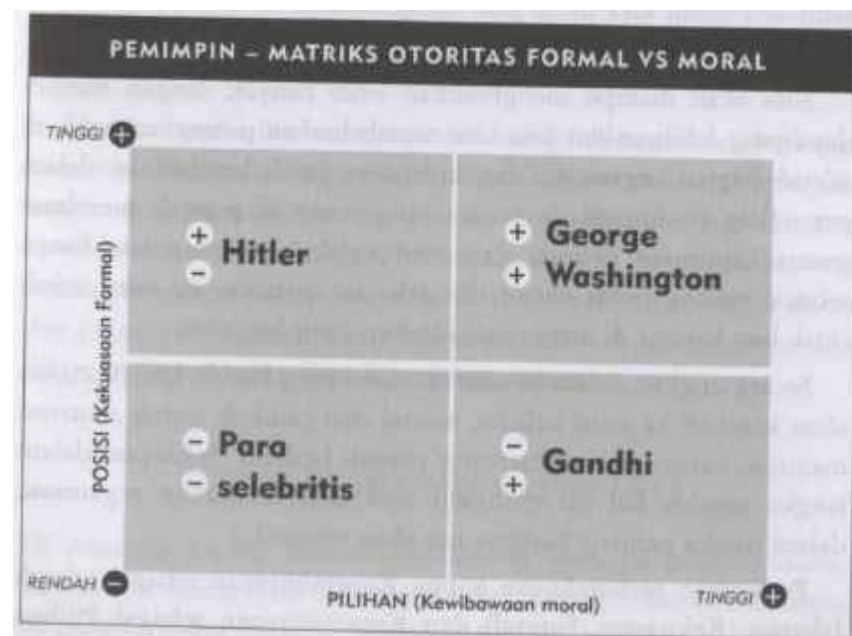 PEMIMPIN – MATRIKS OTORITAS FORMAL VS MORAL
TINGGI +
POSISI (Kekuasaan Formal)
+
− Hitler
+ George
+ Washington
− Para
− selebritis
−
+ Gandhi
RENDAH −
PILIHAN (Kewibawaan moral)
TINGGI +